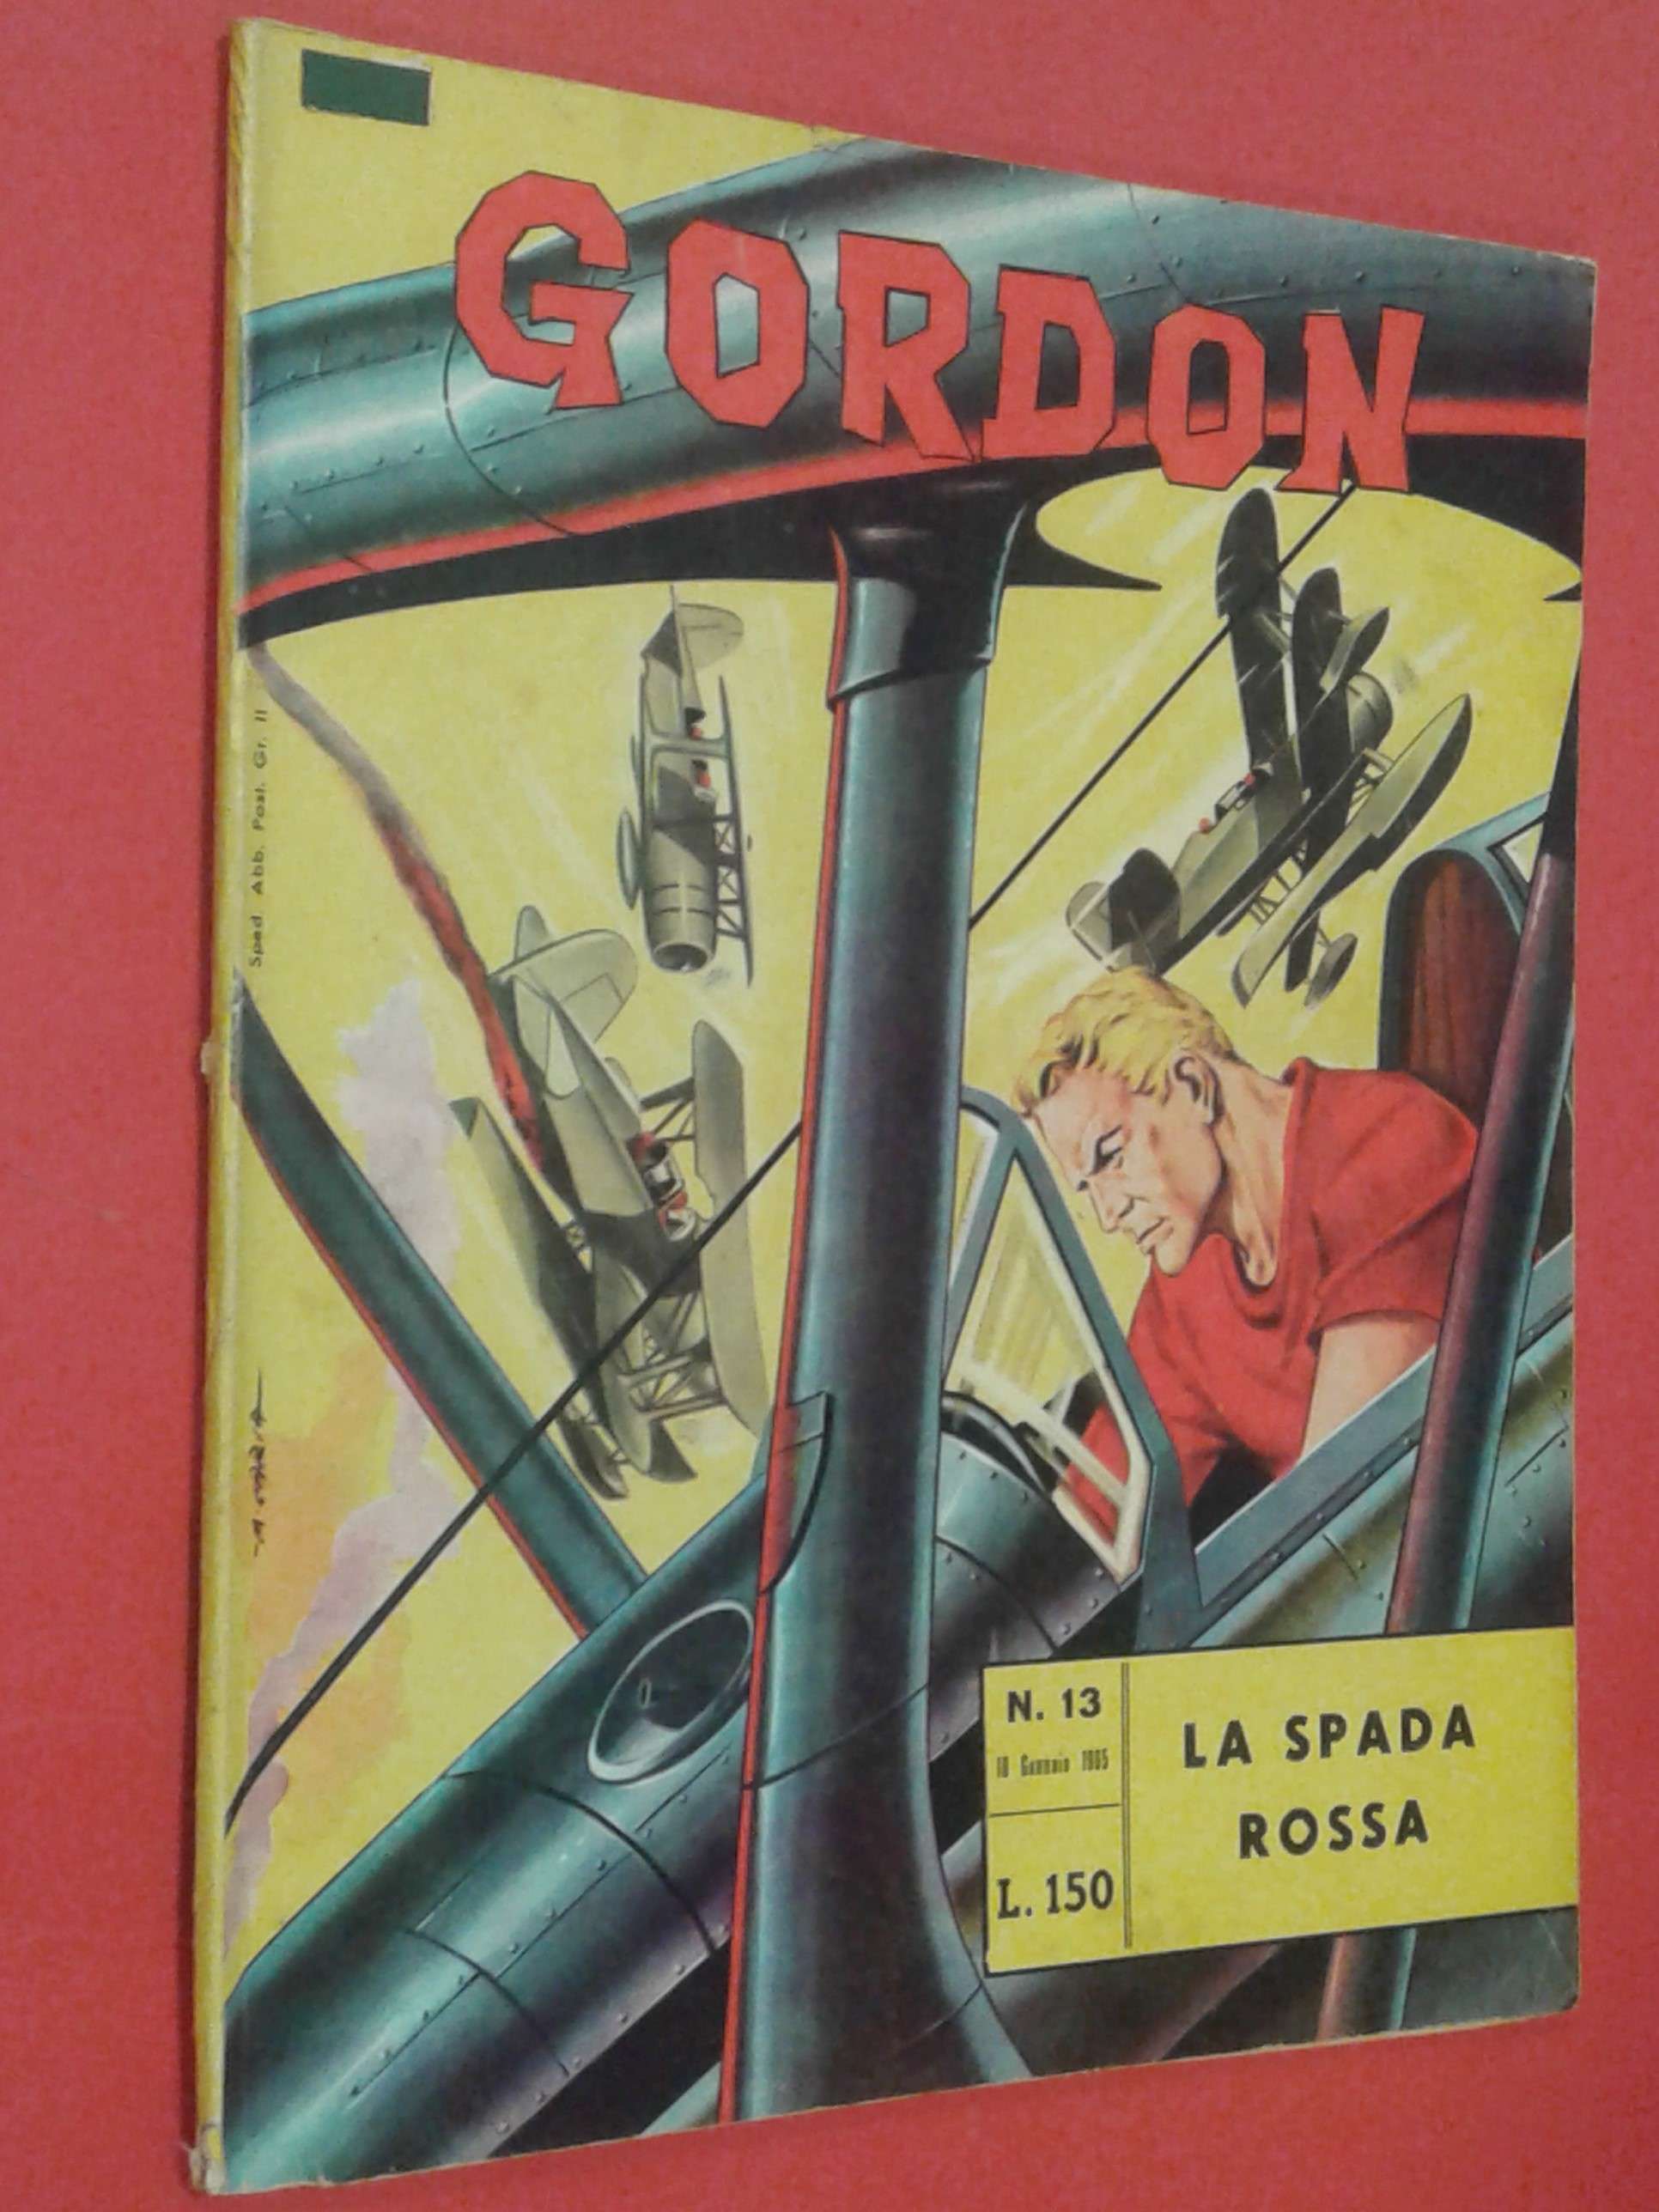 GORDON
Sped. Abb. Post. Gr. II
N. 13
10 Gennaio 1965
L. 150
LA SPADA
ROSSA